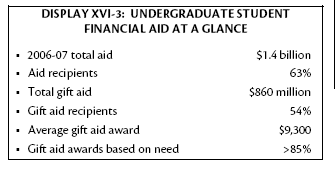 DISPLAY XVI-3: UNDERGRADUATE STUDENT
FINANCIAL AID AT A GLANCE
▪ 2006-07 total aid $1.4 billion
▪ Aid recipients 63%
▪ Total gift aid $860 million
▪ Gift aid recipients 54%
▪ Average gift aid award $9,300
▪ Gift aid awards based on need >85%